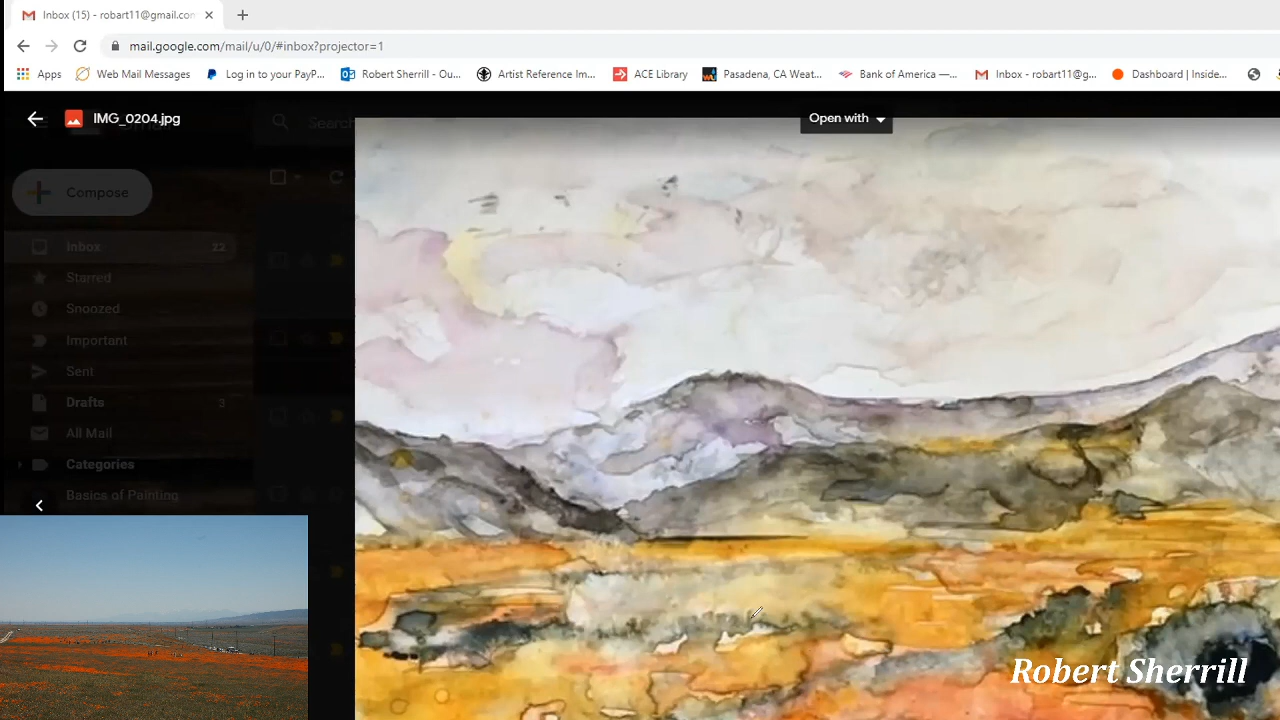 Inbox (15) - robart11@gmail.con
mail.google.com/mail/u/0/#inbox?projector=1
Apps
Web Mail Messages
Log in to your PayP...
Robert Sherrill - Ou...
Artist Reference Im...
ACE Library
Pasadena, CA Weat...
Bank of America —...
Inbox - robart11@g...
Dashboard | Inside...
IMG_0204.jpg
Search
Open with
Compose
Inbox 22
Starred
Snoozed
Important
Sent
Drafts 3
All Mail
Categories
Basics of Painting
Robert Sherrill